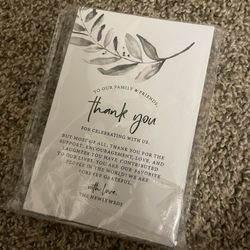 TO OUR FAMILY & FRIENDS,
thank you
FOR CELEBRATING WITH US.
BUT MOST OF ALL, THANK YOU FOR THE
SUPPORT, ENCOURAGEMENT, LOVE, AND
LAUGHTER YOU HAVE CONTRIBUTED
TO OUR LIVES. YOU ARE OUR FAVORITE
PEOPLE IN THE WORLD! WE ARE
FOREVER GRATEFUL.
with love,
THE NEWLYWEDS